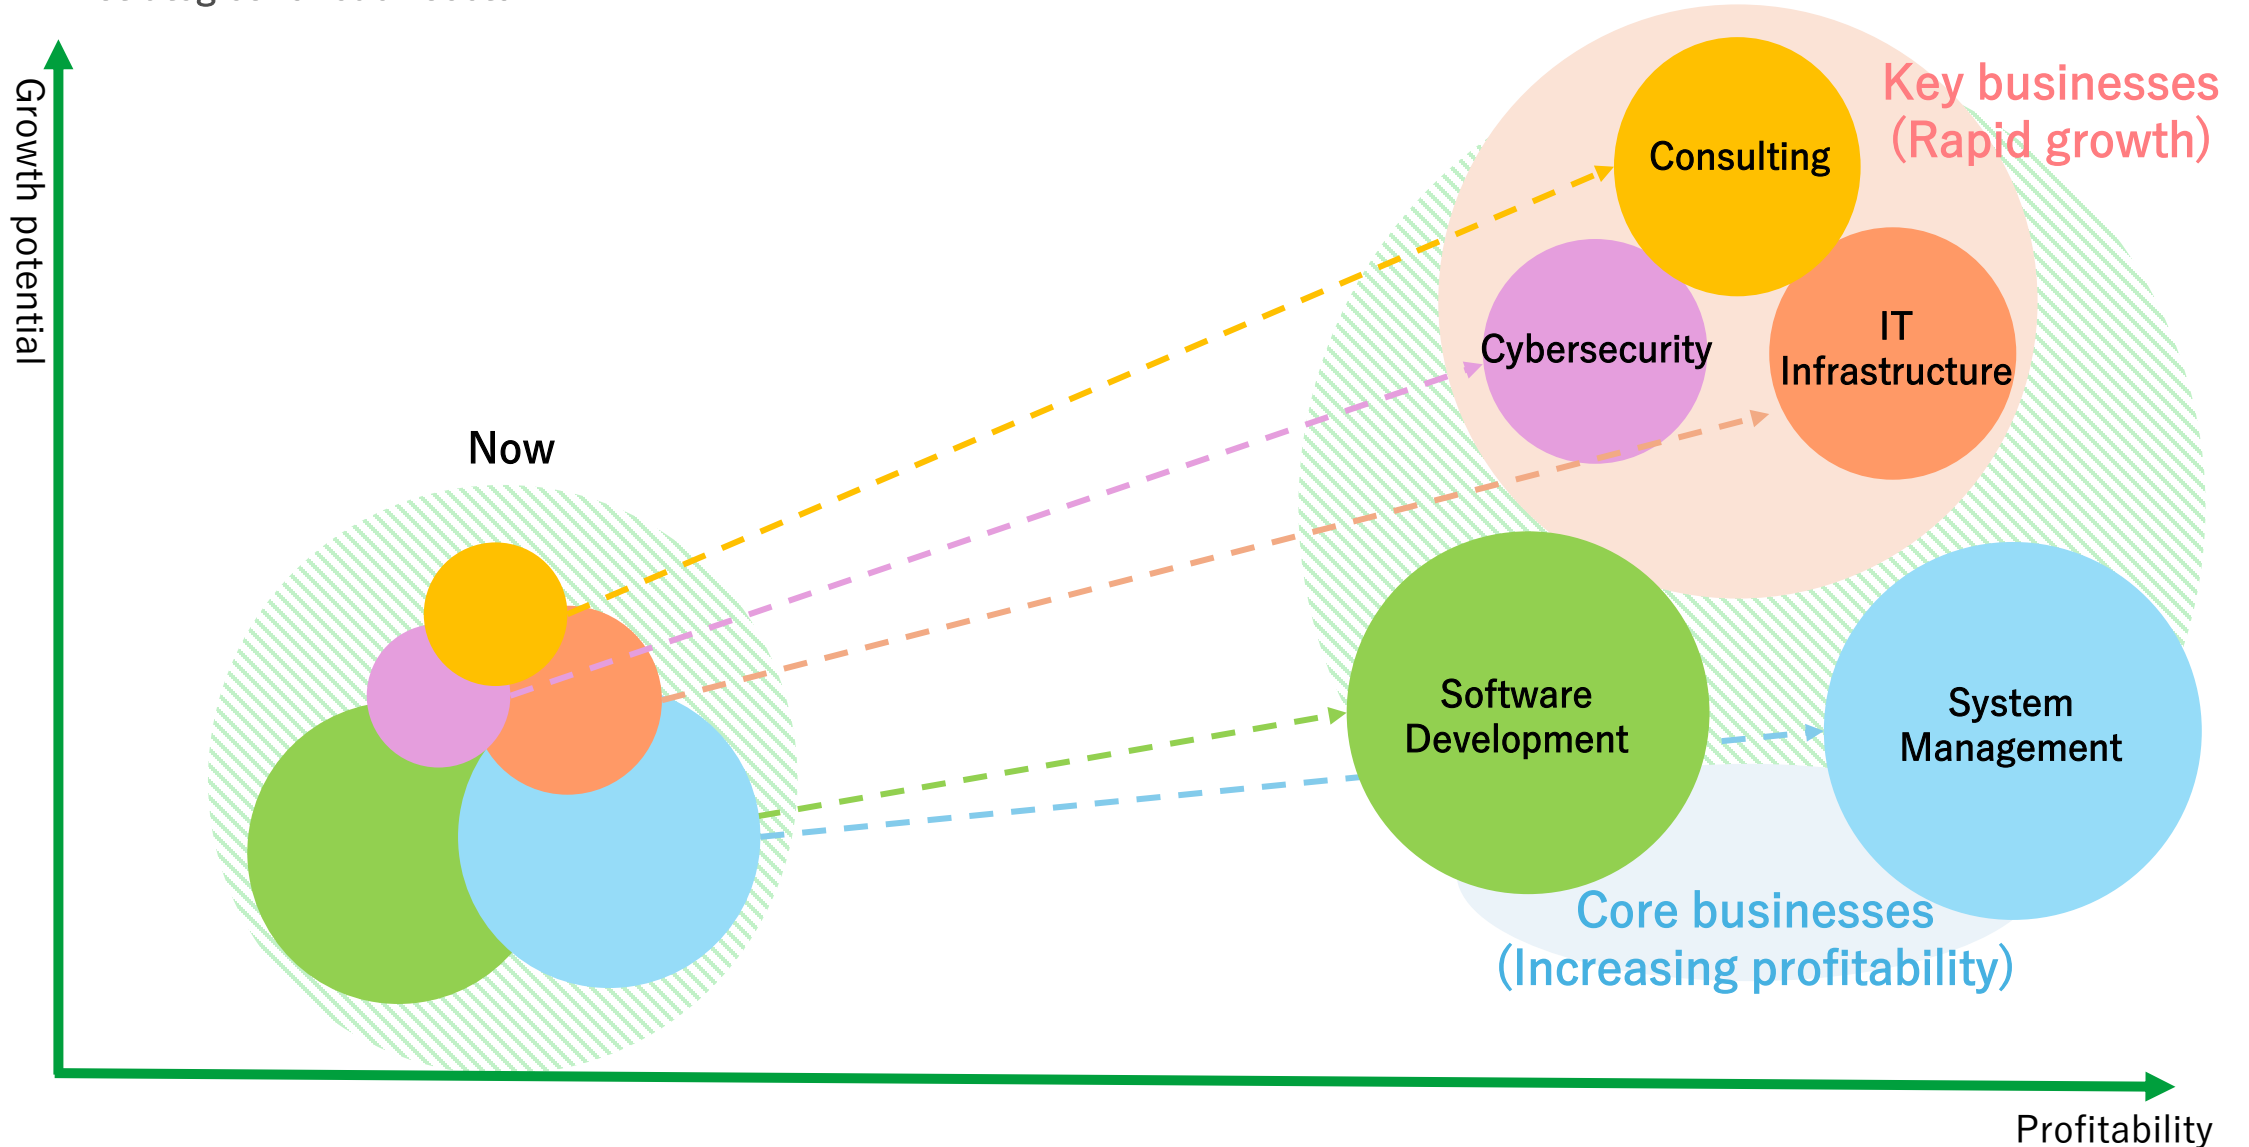 Growth potential
Key businesses
(Rapid growth)
Consulting
IT
Infrastructure
Cybersecurity
Now
Software
Development
System
Management
Core businesses
(Increasing profitability)
Profitability